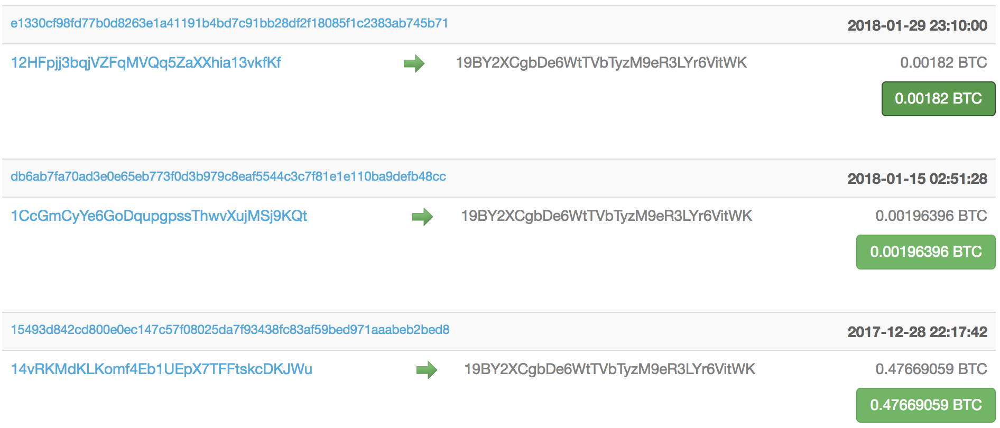 e1330cf98fd77b0d8263e1a41191b4bd7c91bb28df2f18085f1c2383ab745b71 2018-01-29 23:10:00
12HFpjj3bqjVZFqMVQq5ZaXXhia13vkfKf 19BY2XCgbDe6WtTVbTyzM9eR3LYr6VitWK 0.00182 BTC
0.00182 BTC
db6ab7fa70ad3e0e65eb773f0d3b979c8eaf5544c3c7f81e1e110ba9defb48cc 2018-01-15 02:51:28
1CcGmCyYe6GoDqupgpssThwvXujMSj9KQt 19BY2XCgbDe6WtTVbTyzM9eR3LYr6VitWK 0.00196396 BTC
0.00196396 BTC
15493d842cd800e0ec147c57f08025da7f93438fc83af59bed971aaabeb2bed8 2017-12-28 22:17:42
14vRKMdKLKomf4Eb1UEpX7TFFtskcDKJWu 19BY2XCgbDe6WtTVbTyzM9eR3LYr6VitWK 0.47669059 BTC
0.47669059 BTC